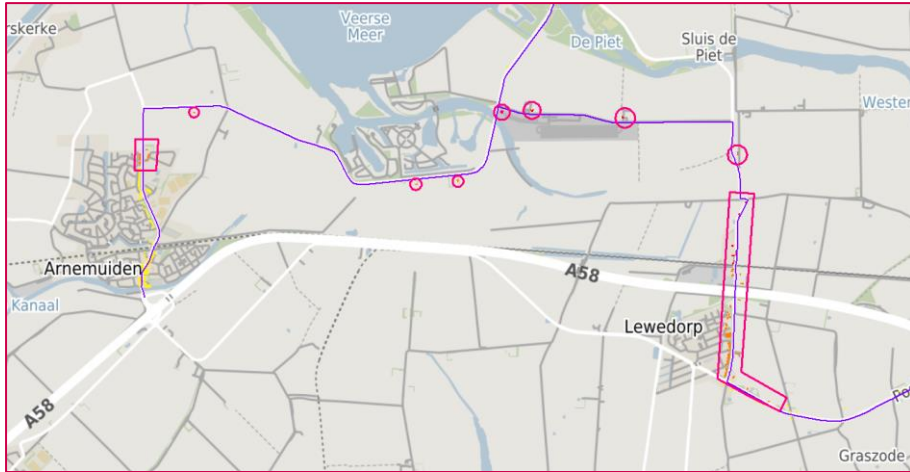 rskerke
Veerse
Meer
De Piet
Sluis de
Piet
Wester
Arnemuiden
Kanaal
A58
Lewedorp
A58
Graszode